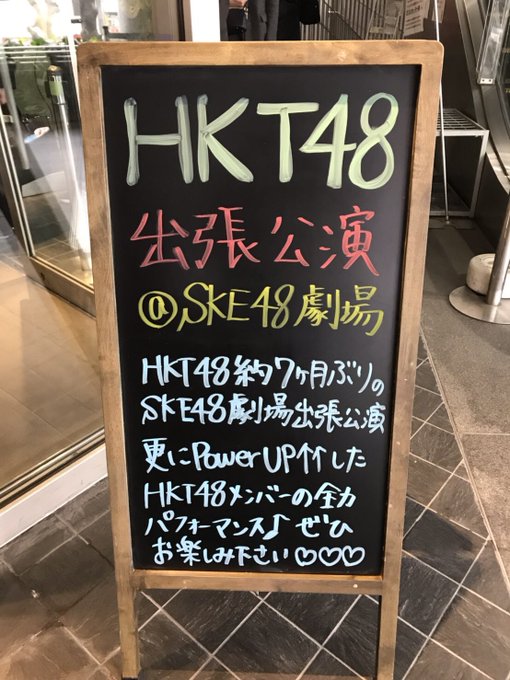 HKT48
出張公演
@SKE48劇場
HKT48約7ヶ月ぶりの
SKE48劇場出張公演
更にPowerUP↑↑した
HKT48メンバーの全力
パフォーマンス♪ぜひ
お楽しみ下さい♡♡♡